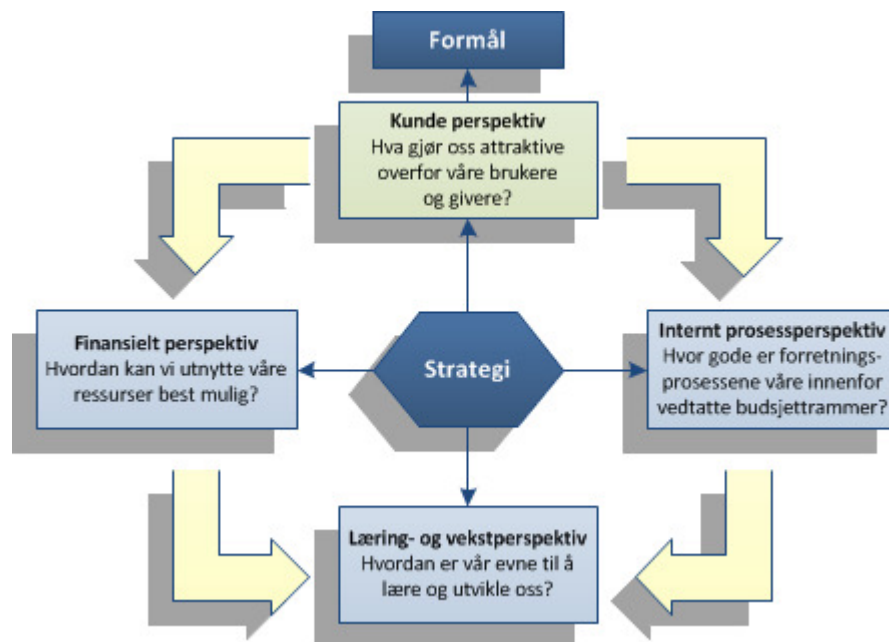 Formål
Kunde perspektiv
Hva gjør oss attraktive
overfor våre brukere
og givere?
Finansielt perspektiv
Hvordan kan vi utnytte våre
ressurser best mulig?
Strategi
Internt prosessperspektiv
Hvor gode er forretnings-
prosessene våre innenfor
vedtatte budsjettrammer?
Læring- og vekstperspektiv
Hvordan er vår evne til å
lære og utvikle oss?